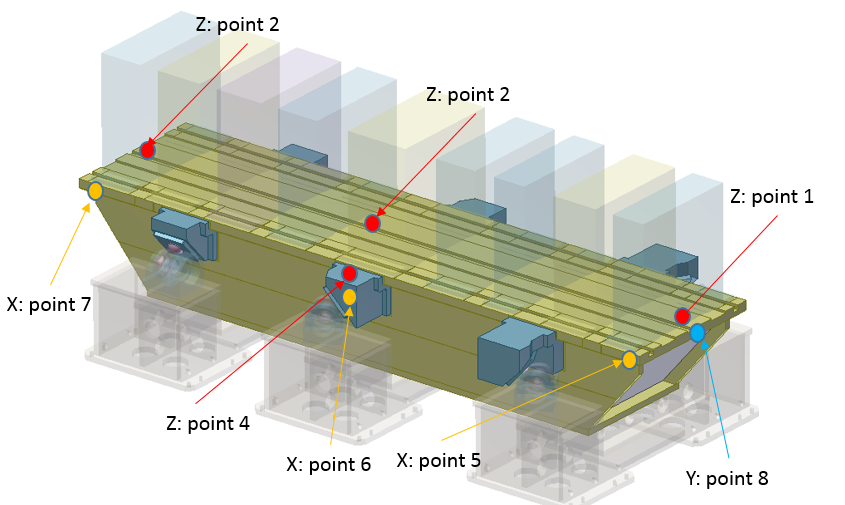 Z: point 2
Z: point 2
Z: point 1
X: point 7
Z: point 4
X: point 6
X: point 5
Y: point 8